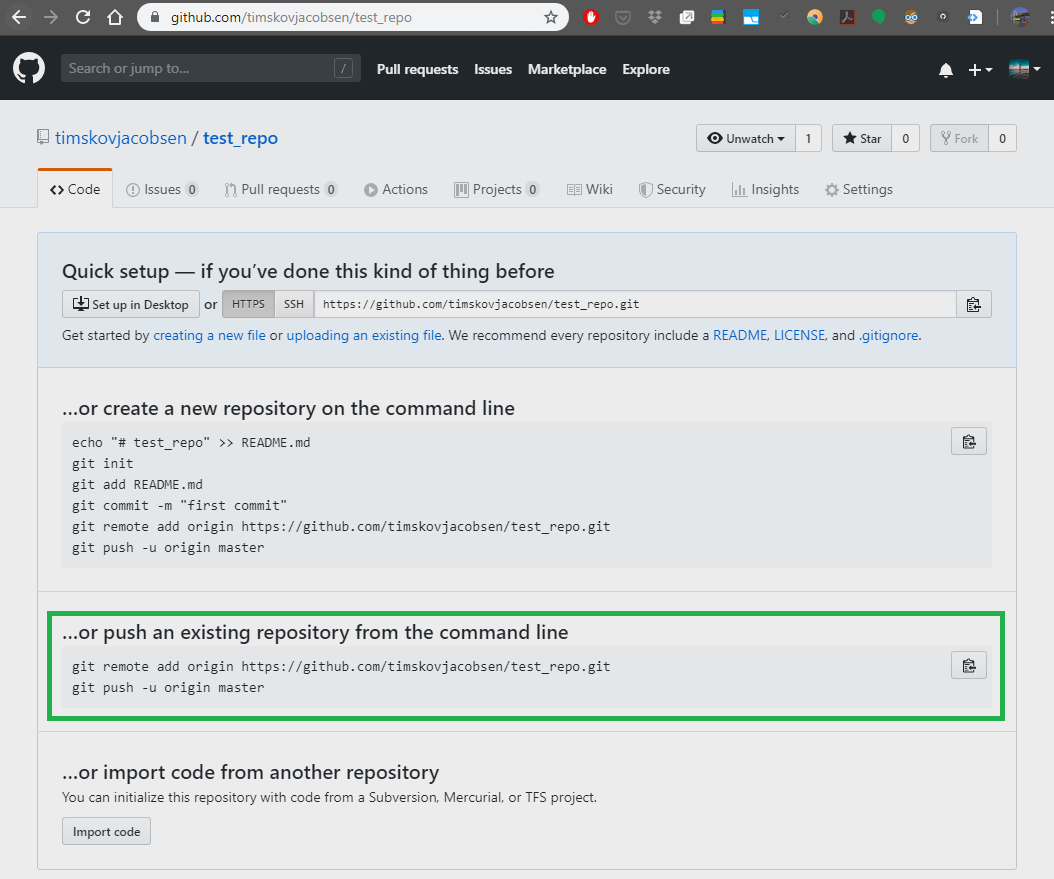 github.com/timskovjacobsen/test_repo
Search or jump to... /
Pull requests Issues Marketplace Explore
timskovjacobsen / test_repo
Unwatch 1 Star 0 Fork 0
Code Issues 0 Pull requests 0 Actions Projects 0 Wiki Security Insights Settings
Quick setup — if you’ve done this kind of thing before
Set up in Desktop or HTTPS SSH https://github.com/timskovjacobsen/test_repo.git
Get started by creating a new file or uploading an existing file. We recommend every repository include a README, LICENSE, and .gitignore.
…or create a new repository on the command line
echo "# test_repo" >> README.md
git init
git add README.md
git commit -m "first commit"
git remote add origin https://github.com/timskovjacobsen/test_repo.git
git push -u origin master
…or push an existing repository from the command line
git remote add origin https://github.com/timskovjacobsen/test_repo.git
git push -u origin master
…or import code from another repository
You can initialize this repository with code from a Subversion, Mercurial, or TFS project.
Import code